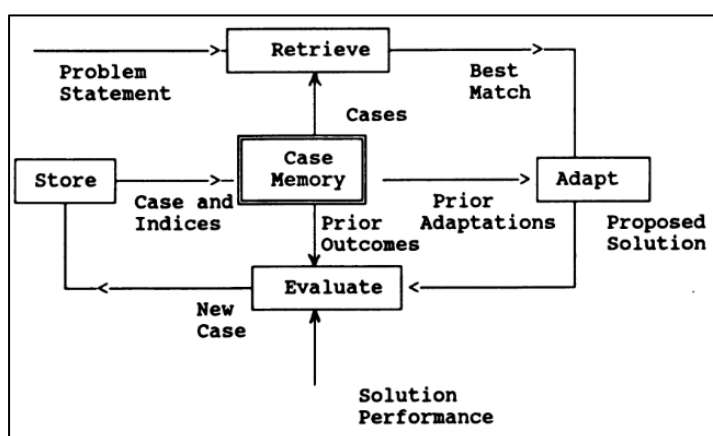 Retrieve
Problem
Statement
Best
Match
Cases
Case
Memory
Store
Adapt
Case and
Indices
Prior
Outcomes
Prior
Adaptations
Proposed
Solution
Evaluate
New
Case
Solution
Performance